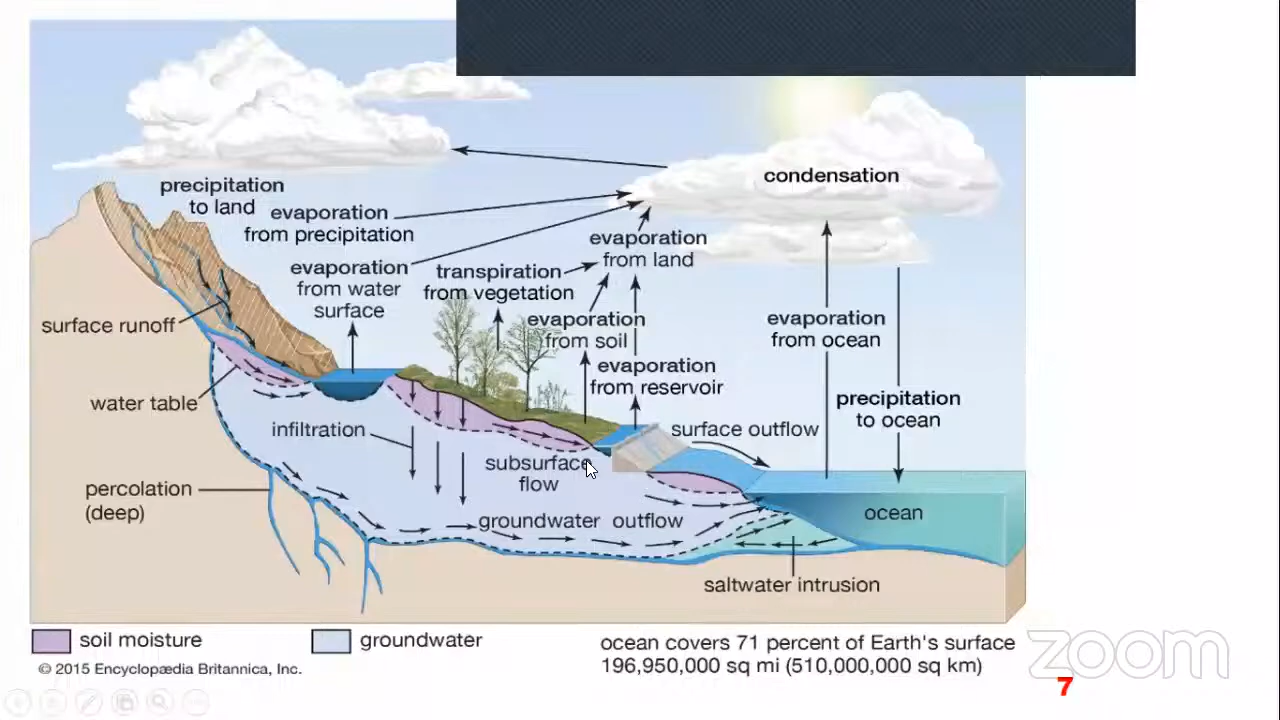 condensation
precipitation
to land
evaporation
from precipitation
evaporation
from land
evaporation
from water
surface
transpiration
from vegetation
surface runoff
evaporation
from soil
evaporation
from ocean
evaporation
from reservoir
water table
precipitation
to ocean
infiltration
surface outflow
subsurface
flow
percolation
(deep)
groundwater outflow
ocean
saltwater intrusion
soil moisture
groundwater
ocean covers 71 percent of Earth's surface
196,950,000 sq mi (510,000,000 sq km)
© 2015 Encyclopædia Britannica, Inc.
zoom
7